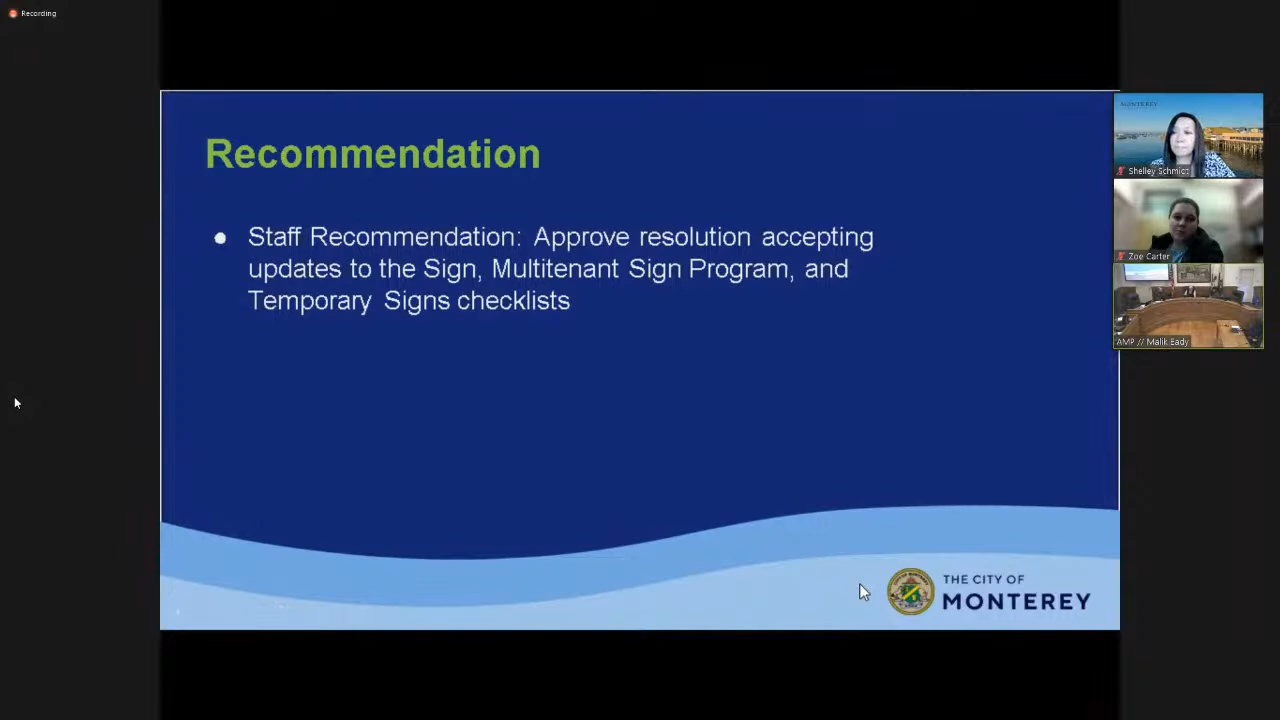 Recording
Recommendation
● Staff Recommendation: Approve resolution accepting
updates to the Sign, Multitenant Sign Program, and
Temporary Signs checklists
THE CITY OF
MONTEREY
MONTEREY
Shelley Schmidt
Zoe Carter
AMP // Malik Eady